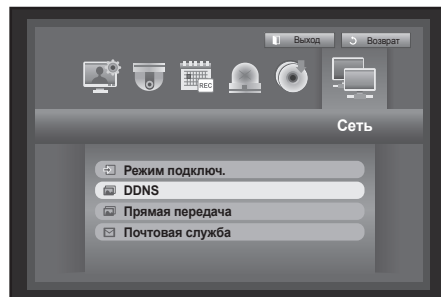 Выход Возврат
REC
Сеть
Режим подключ.
DDNS
Прямая передача
Почтовая служба